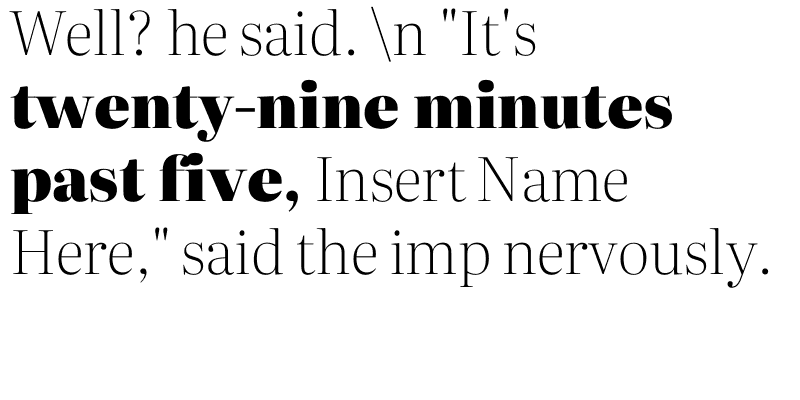 Well? he said. \n "It's
twenty-nine minutes
past five, Insert Name
Here," said the imp nervously.